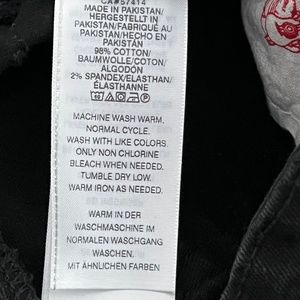 CA#57414
MADE IN PAKISTAN/
HERGESTELLT IN
PAKISTAN/FABRIQUÉ AU
PAKISTAN/HECHO EN
PAKISTAN
98% COTTON/
BAUMWOLLE/COTON/
ALGODON
2% SPANDEX/ELASTHAN/
ÉLASTHANNE
MACHINE WASH WARM,
NORMAL CYCLE.
WASH WITH LIKE COLORS.
ONLY NON CHLORINE
BLEACH WHEN NEEDED.
TUMBLE DRY LOW.
WARM IRON AS NEEDED.
WARM IN DER
WASCHMASCHINE IM
NORMALEN WASCHGANG
WASCHEN.
MIT ÄHNLICHEN FARBEN